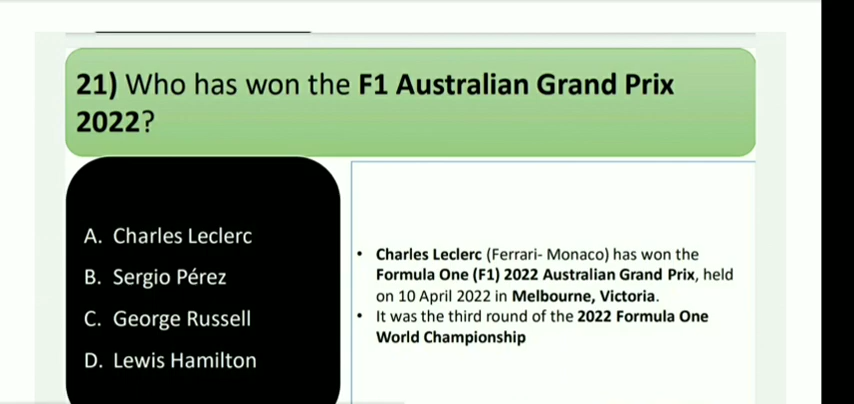 21) Who has won the F1 Australian Grand Prix
2022?
A. Charles Leclerc
B. Sergio Pérez
C. George Russell
D. Lewis Hamilton
• Charles Leclerc (Ferrari- Monaco) has won the
Formula One (F1) 2022 Australian Grand Prix, held
on 10 April 2022 in Melbourne, Victoria.
• It was the third round of the 2022 Formula One
World Championship